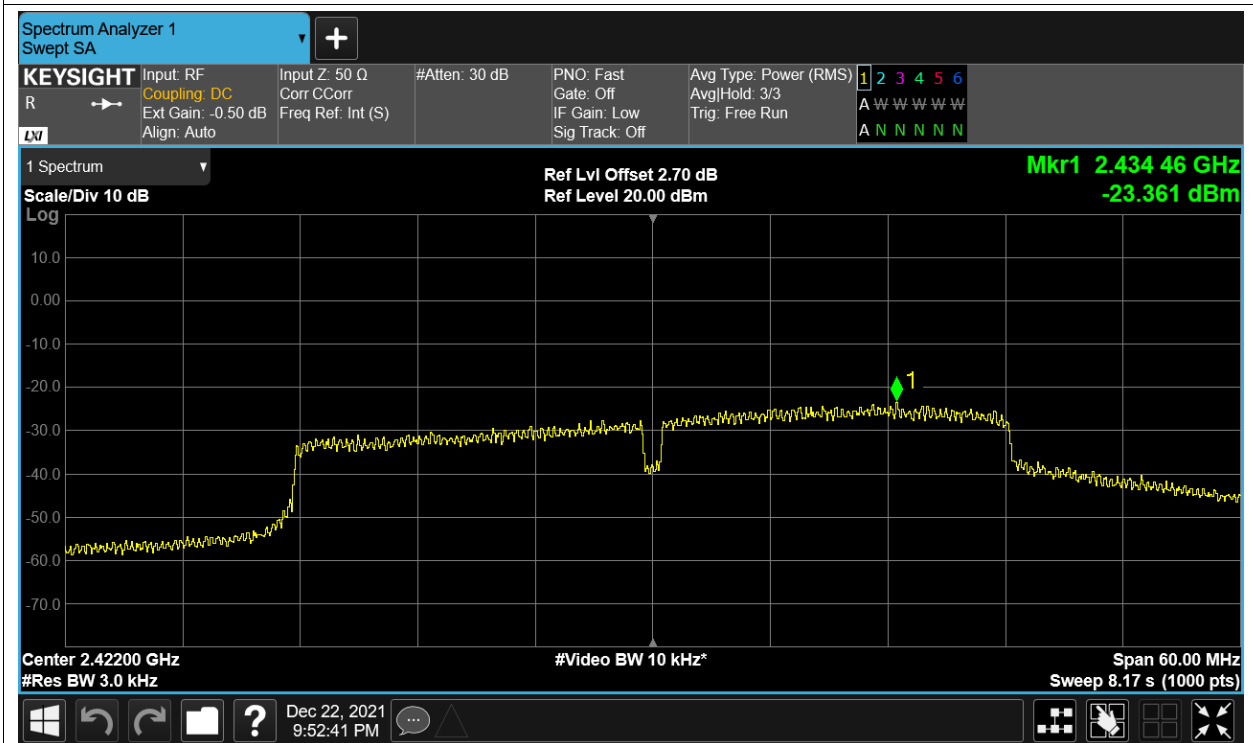 Spectrum Analyzer 1
Swept SA
+
KEYSIGHT
R
LXI
Input: RF
Coupling: DC
Ext Gain: -0.50 dB
Align: Auto
Input Z: 50 Ω
Corr CCorr
Freq Ref: Int (S)
#Atten: 30 dB
PNO: Fast
Gate: Off
IF Gain: Low
Sig Track: Off
Avg Type: Power (RMS)
Avg|Hold: 3/3
Trig: Free Run
1 2 3 4 5 6
A W W W W W
A N N N N N
1 Spectrum
Scale/Div 10 dB
Ref Lvl Offset 2.70 dB
Ref Level 20.00 dBm
Mkr1 2.434 46 GHz
-23.361 dBm
Log
10.0
0.00
-10.0
-20.0
-30.0
-40.0
-50.0
-60.0
-70.0
1
Center 2.42200 GHz
#Res BW 3.0 kHz
#Video BW 10 kHz*
Span 60.00 MHz
Sweep 8.17 s (1000 pts)
?
Dec 22, 2021
9:52:41 PM